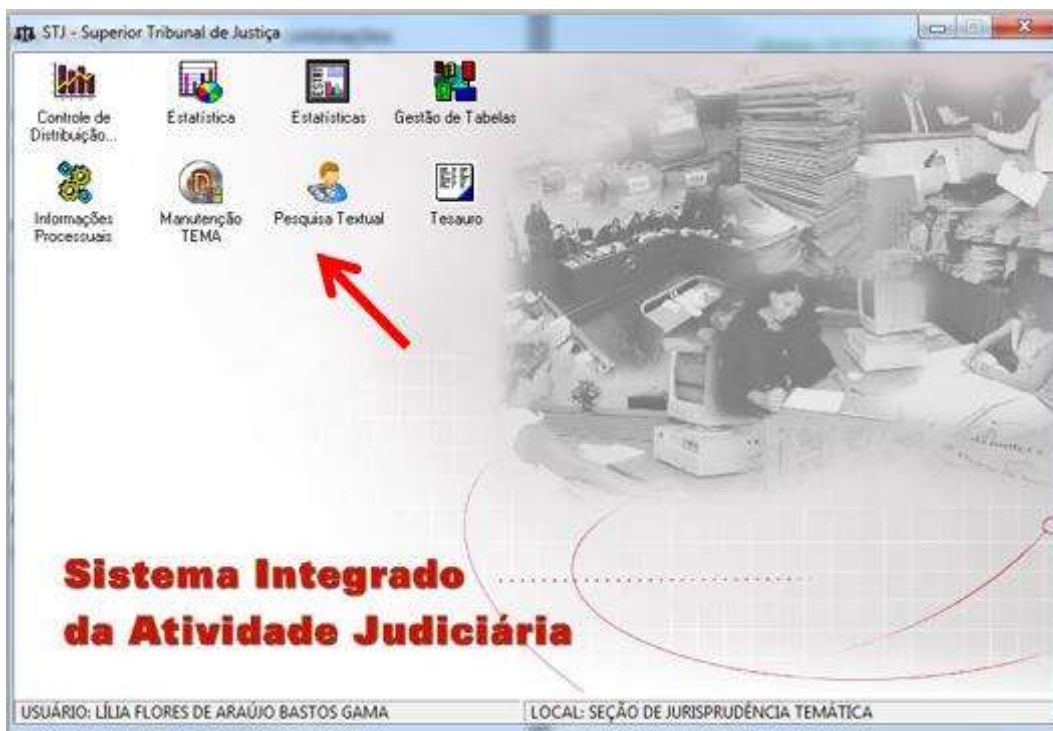 STJ - Superior Tribunal de Justiça
Controle de
Distribuição...
Estatística
Estatísticas
Gestão de Tabelas
Informações
Processuais
Manutenção
TEMA
Pesquisa Textual
Tesauro
Sistema Integrado
da Atividade Judiciária
USUÁRIO: LÍLIA FLORES DE ARAÚJO BASTOS GAMA
LOCAL: SEÇÃO DE JURISPRUDÊNCIA TEMÁTICA